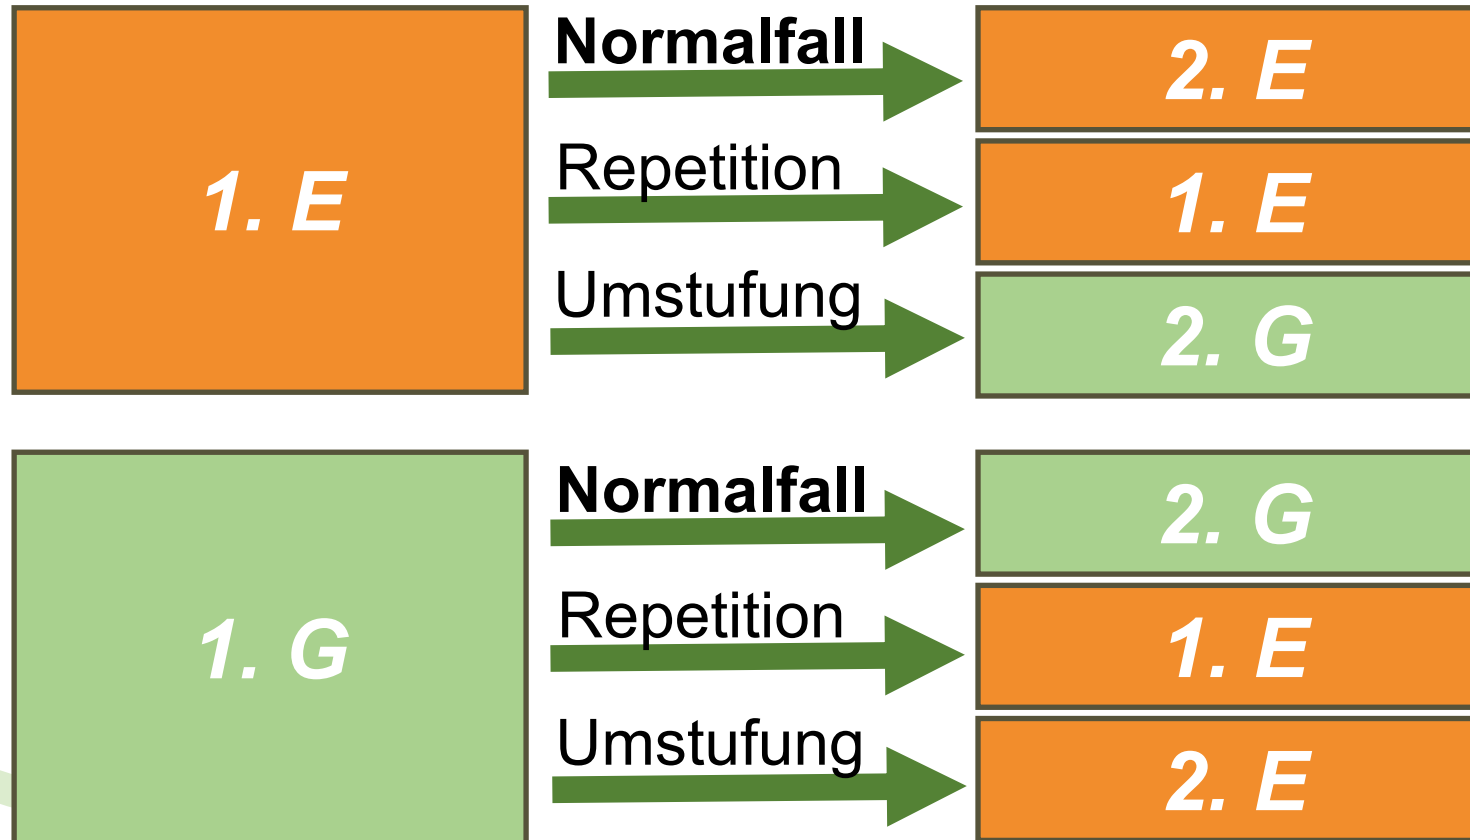 1. E
Normalfall
2. E
Repetition
1. E
Umstufung
2. G
1. G
Normalfall
2. G
Repetition
1. E
Umstufung
2. E